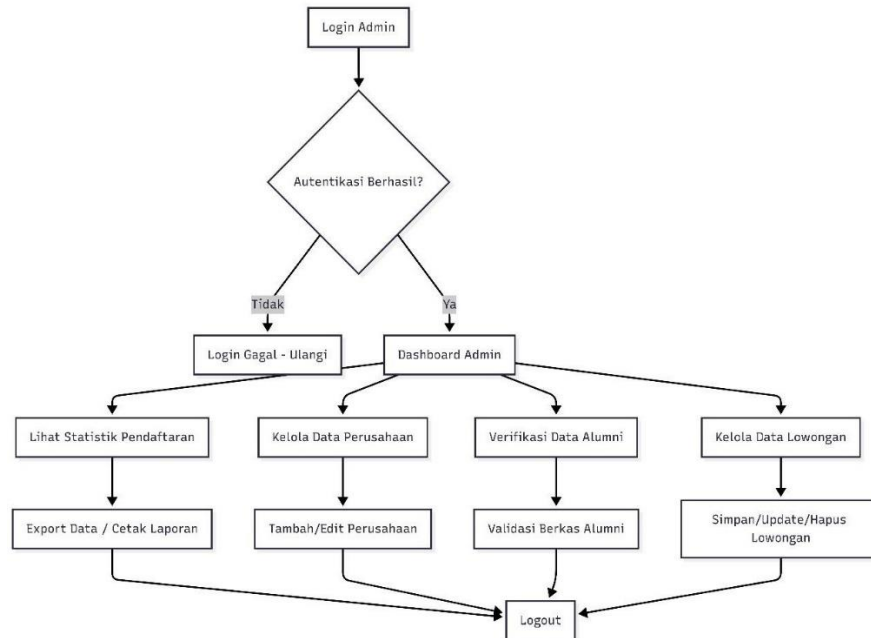 Login Admin
Autentikasi Berhasil?
Tidak
Ya
Login Gagal - Ulangi
Dashboard Admin
Lihat Statistik Pendaftaran
Kelola Data Perusahaan
Verifikasi Data Alumni
Kelola Data Lowongan
Export Data / Cetak Laporan
Tambah/Edit Perusahaan
Validasi Berkas Alumni
Simpan/Update/Hapus
Lowongan
Logout